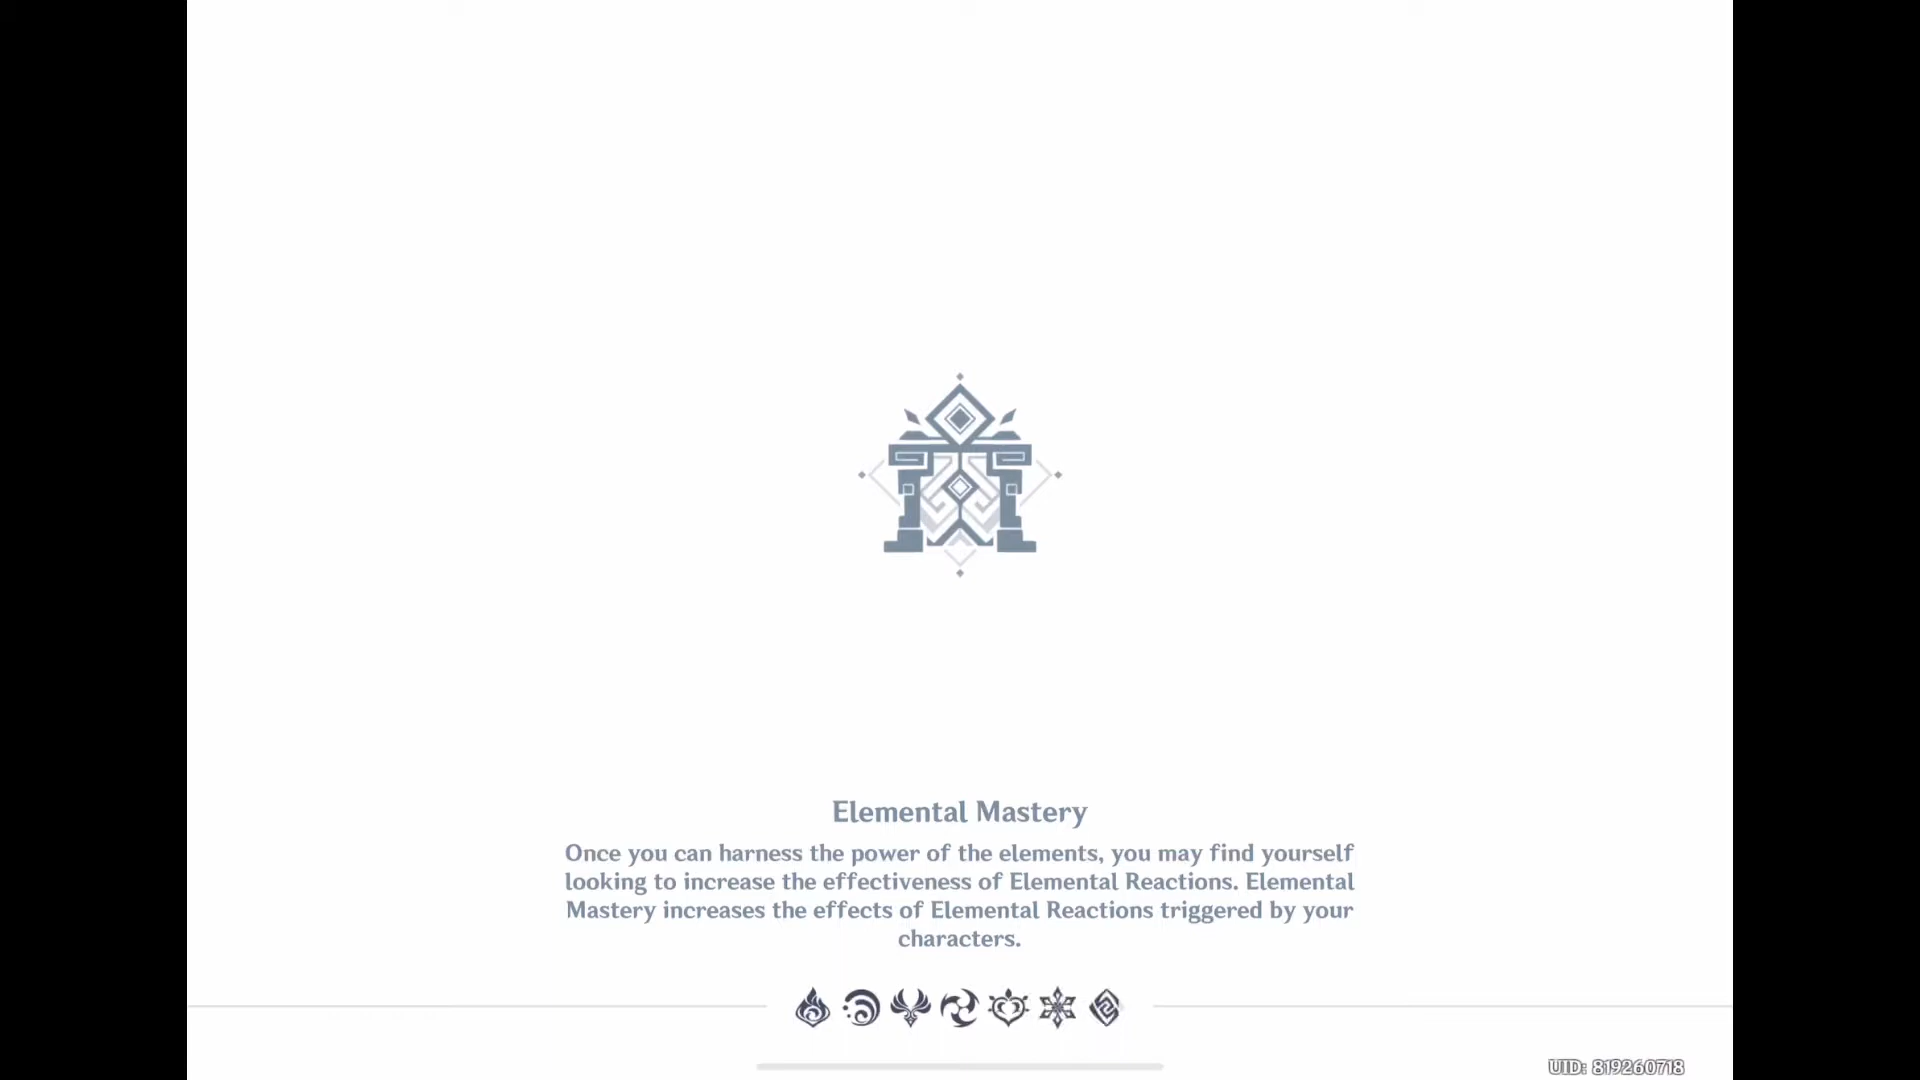 Elemental Mastery
Once you can harness the power of the elements, you may find yourself
looking to increase the effectiveness of Elemental Reactions. Elemental
Mastery increases the effects of Elemental Reactions triggered by your
characters.
UID: 819260718